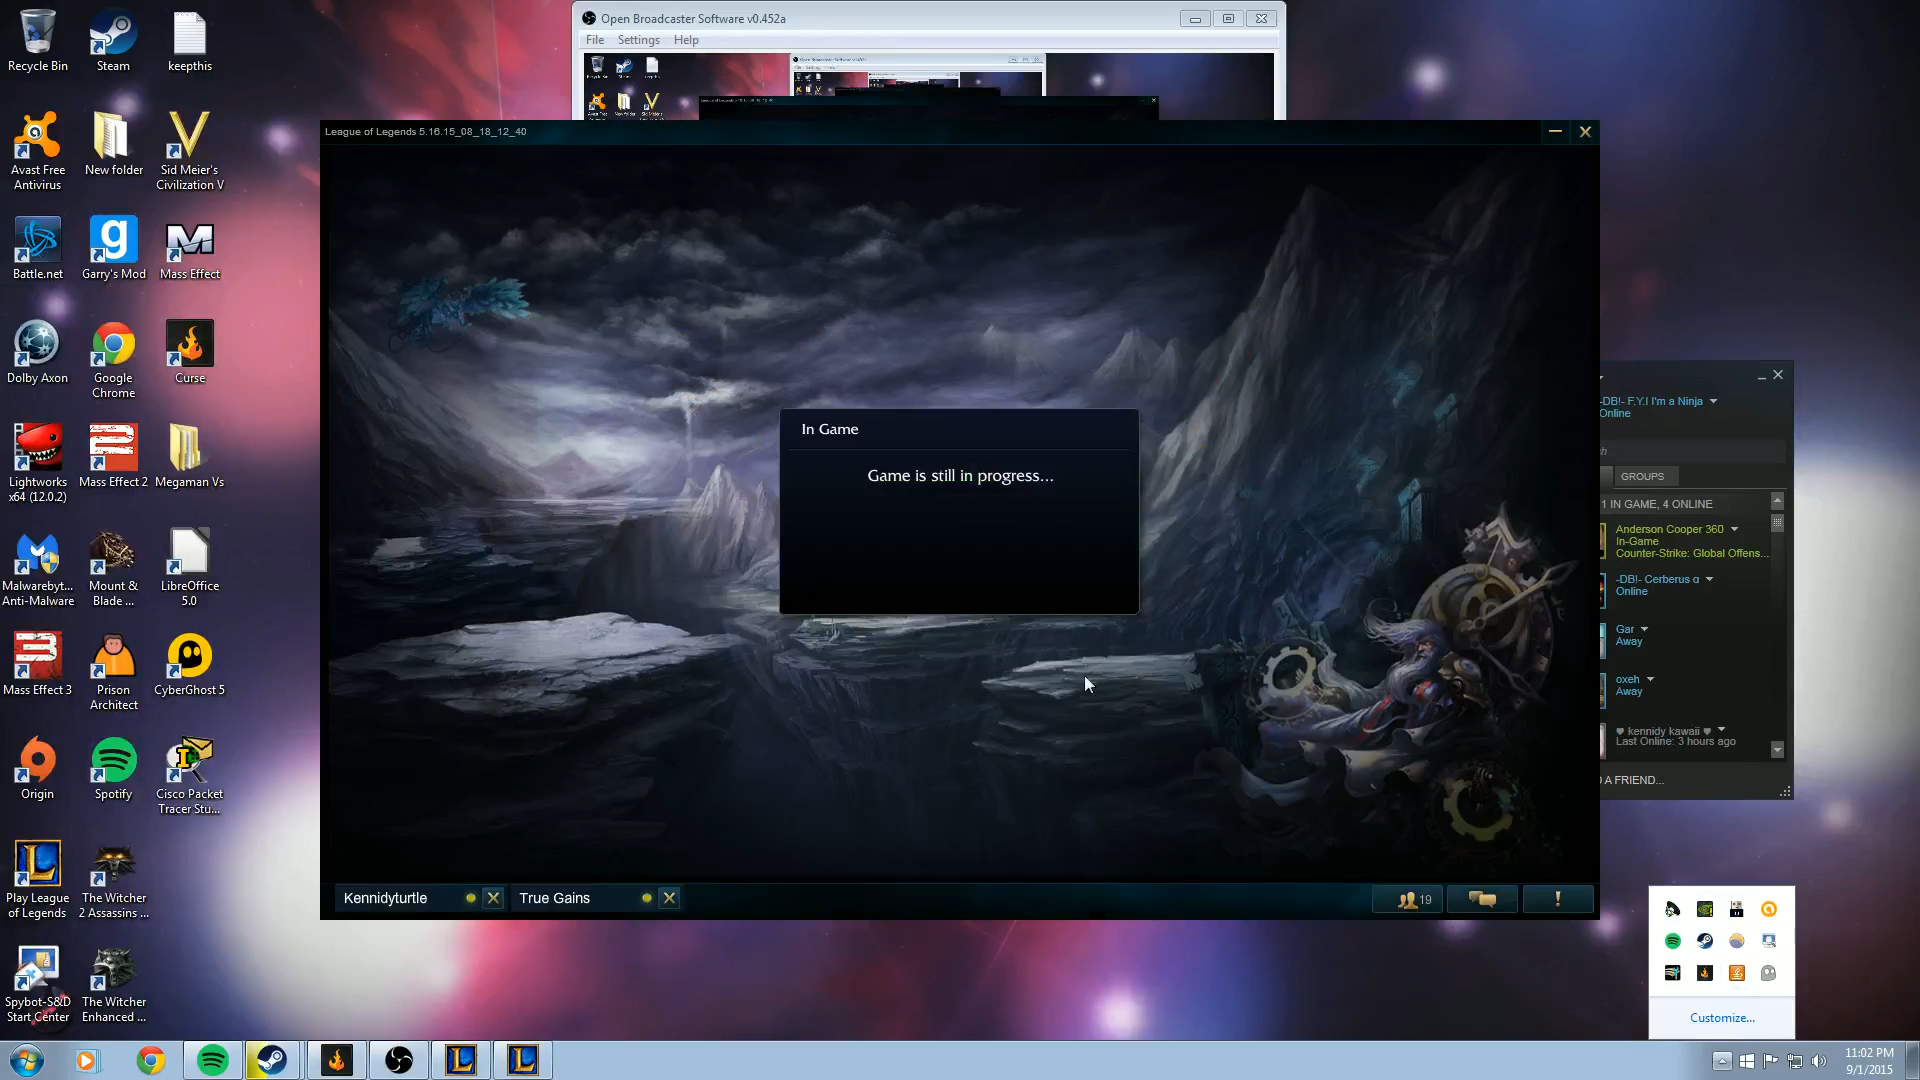 Recycle Bin
Steam
keepthis
Avast Free
Antivirus
New folder
Sid Meier's
Civilization V
Battle.net
Garry's Mod
Mass Effect
Dolby Axon
Google
Chrome
Curse
Lightworks
x64 (12.0.2)
Mass Effect 2
Megaman Vs
Malwarebyt...
Anti-Malware
Mount &
Blade ...
LibreOffice
5.0
Mass Effect 3
Prison
Architect
CyberGhost 5
Origin
Spotify
Cisco Packet
Tracer Stu...
Play League
of Legends
The Witcher
2 Assassins ...
Spybot-S&D
Start Center
The Witcher
Enhanced ...
Open Broadcaster Software v0.452a
File Settings Help
League of Legends 5.16.15_08_18_12_40
In Game
Game is still in progress...
Kennidyturtle
True Gains
19
-DB!- F.Y.I I'm a Ninja
Online
GROUPS
1 IN GAME, 4 ONLINE
Anderson Cooper 360
In-Game
Counter-Strike: Global Offens...
-DB!- Cerberus α
Online
Gar
Away
oxeh
Away
♥ kennidy kawaii ♥
Last Online: 3 hours ago
A FRIEND...
Customize...
11:02 PM
9/1/2015